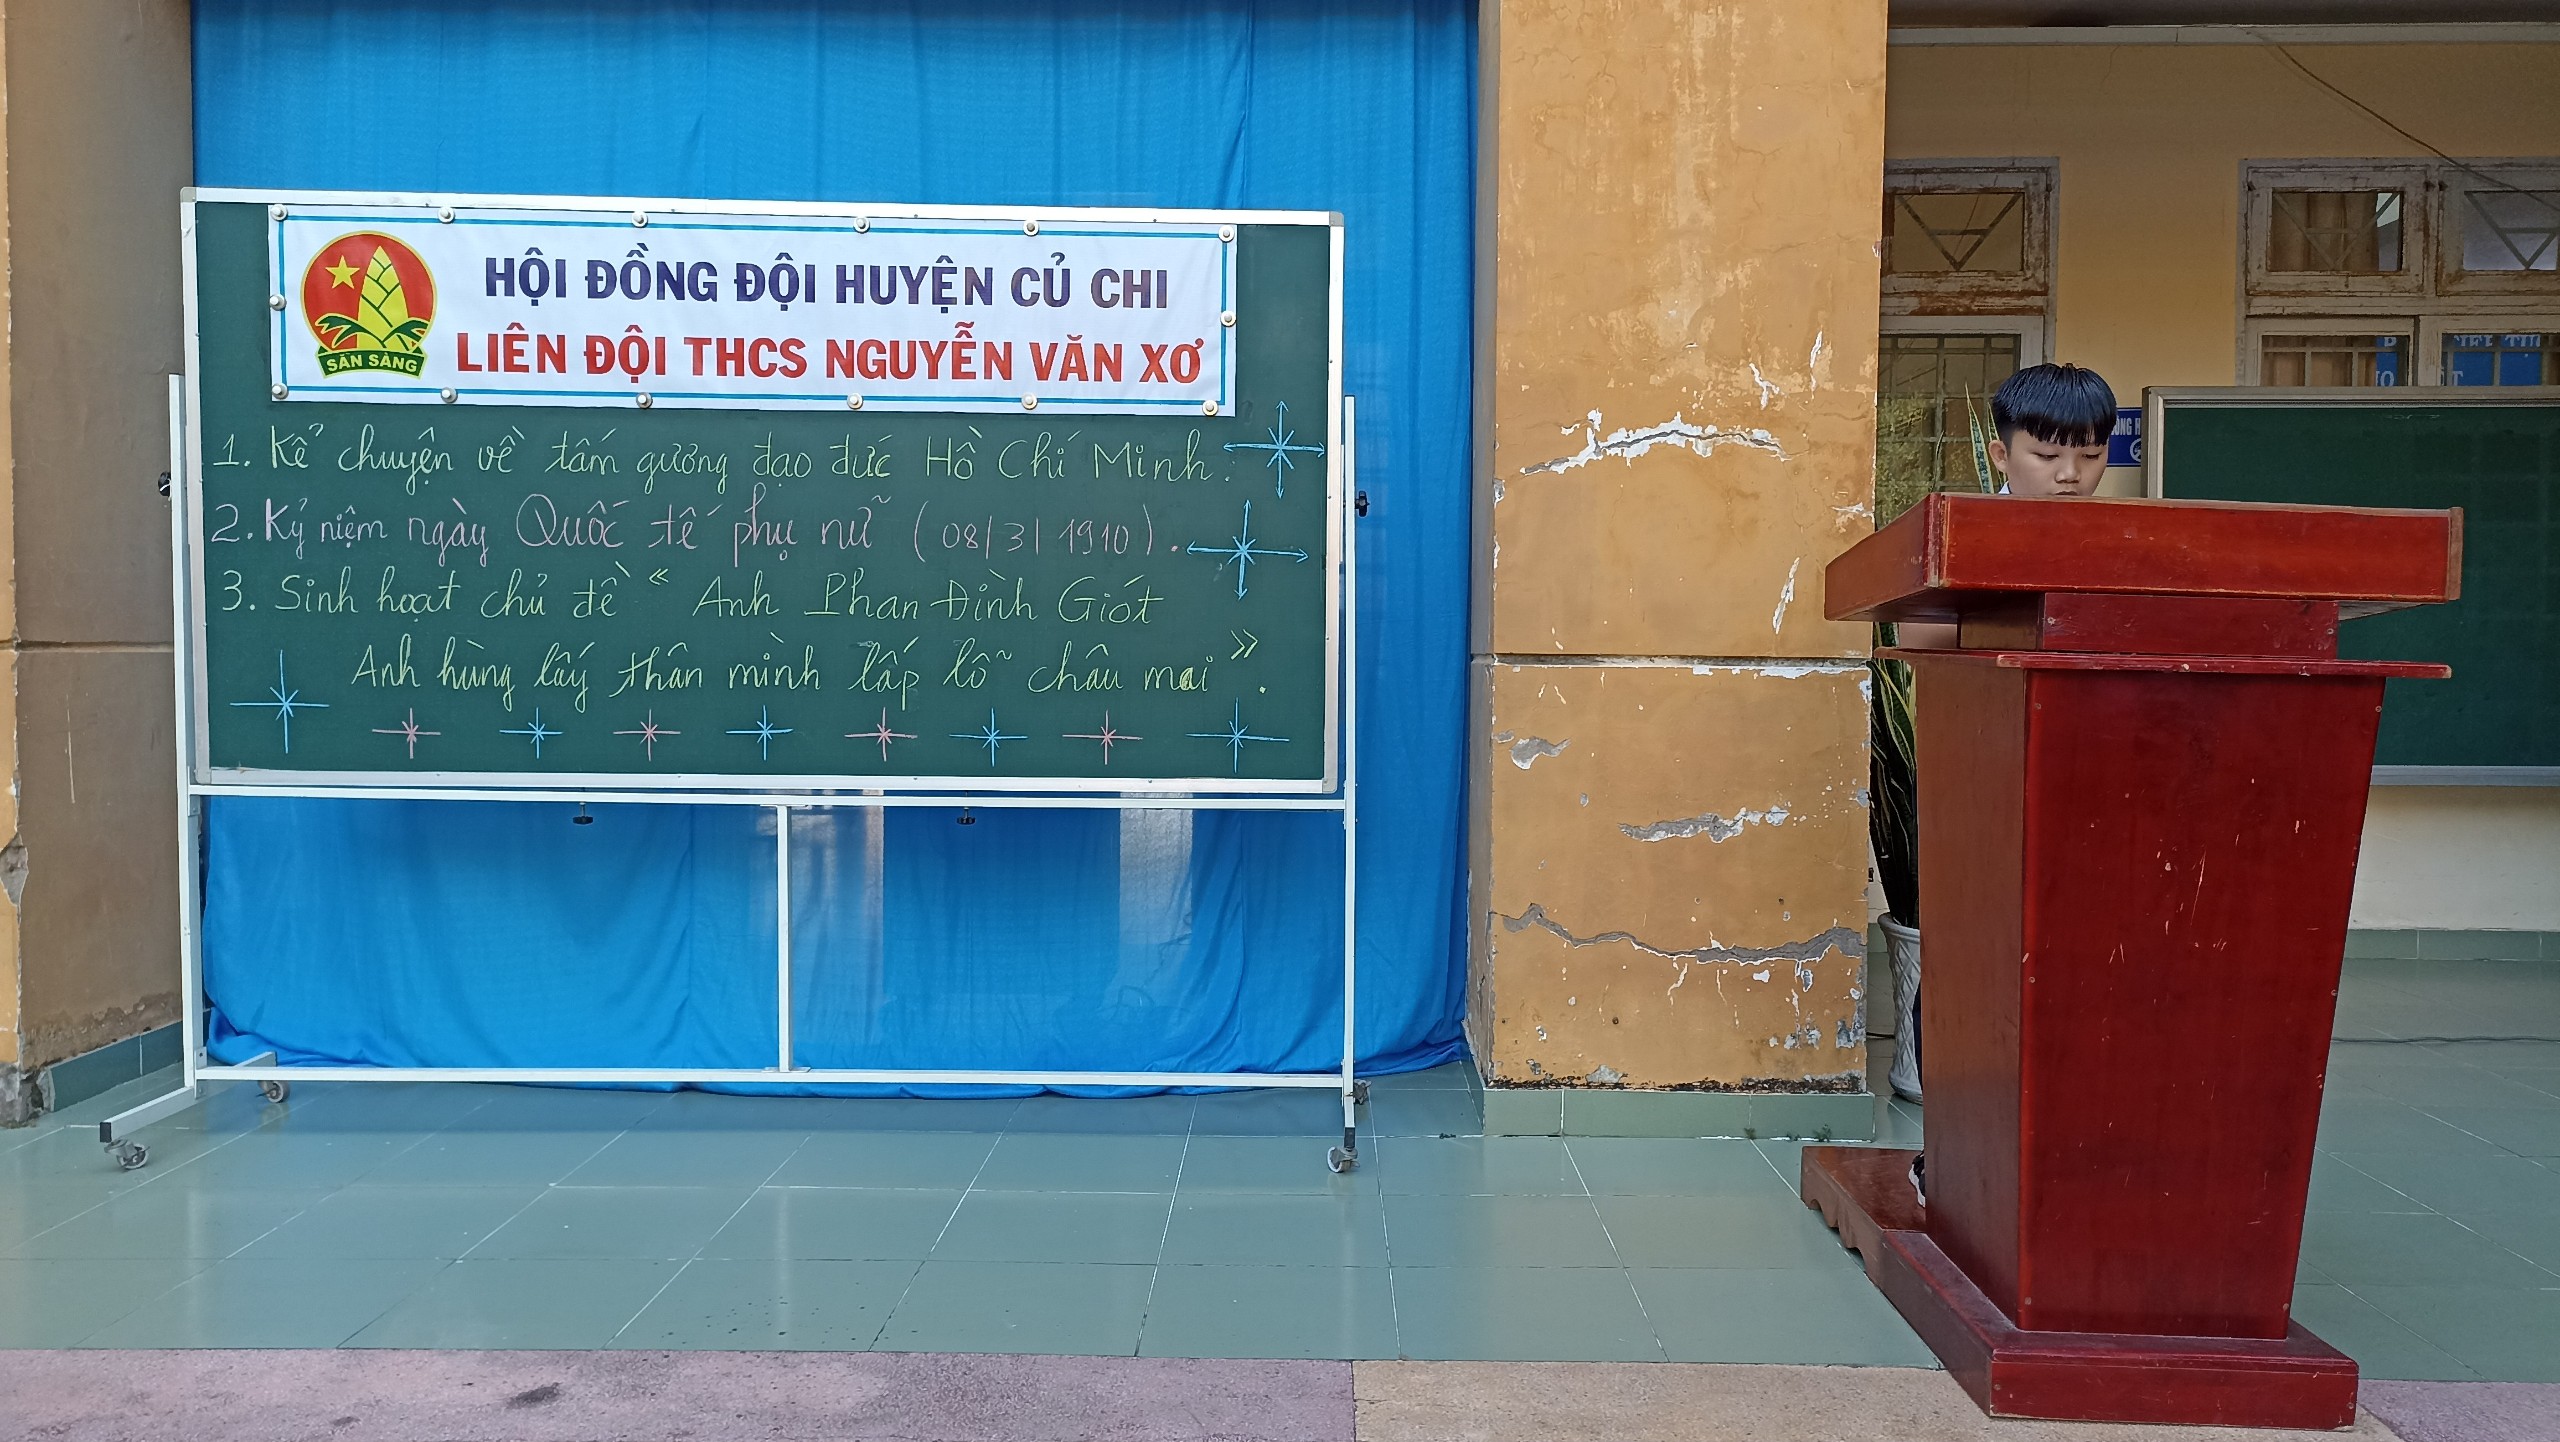 HỘI ĐỒNG ĐỘI HUYỆN CỦ CHI
LIÊN ĐỘI THCS NGUYỄN VĂN XƠ
SẴN SÀNG
1. Kể chuyện về tấm gương đạo đức Hồ Chí Minh.
2. Kỷ niệm ngày Quốc tế phụ nữ (08/3/1910).
3. Sinh hoạt chủ đề "Anh Phan Đình Giót
Anh hùng lấy thân mình lấp lỗ châu mai".